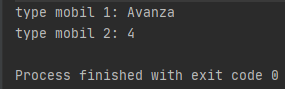 type mobil 1: Avanza
type mobil 2: 4
Process finished with exit code 0